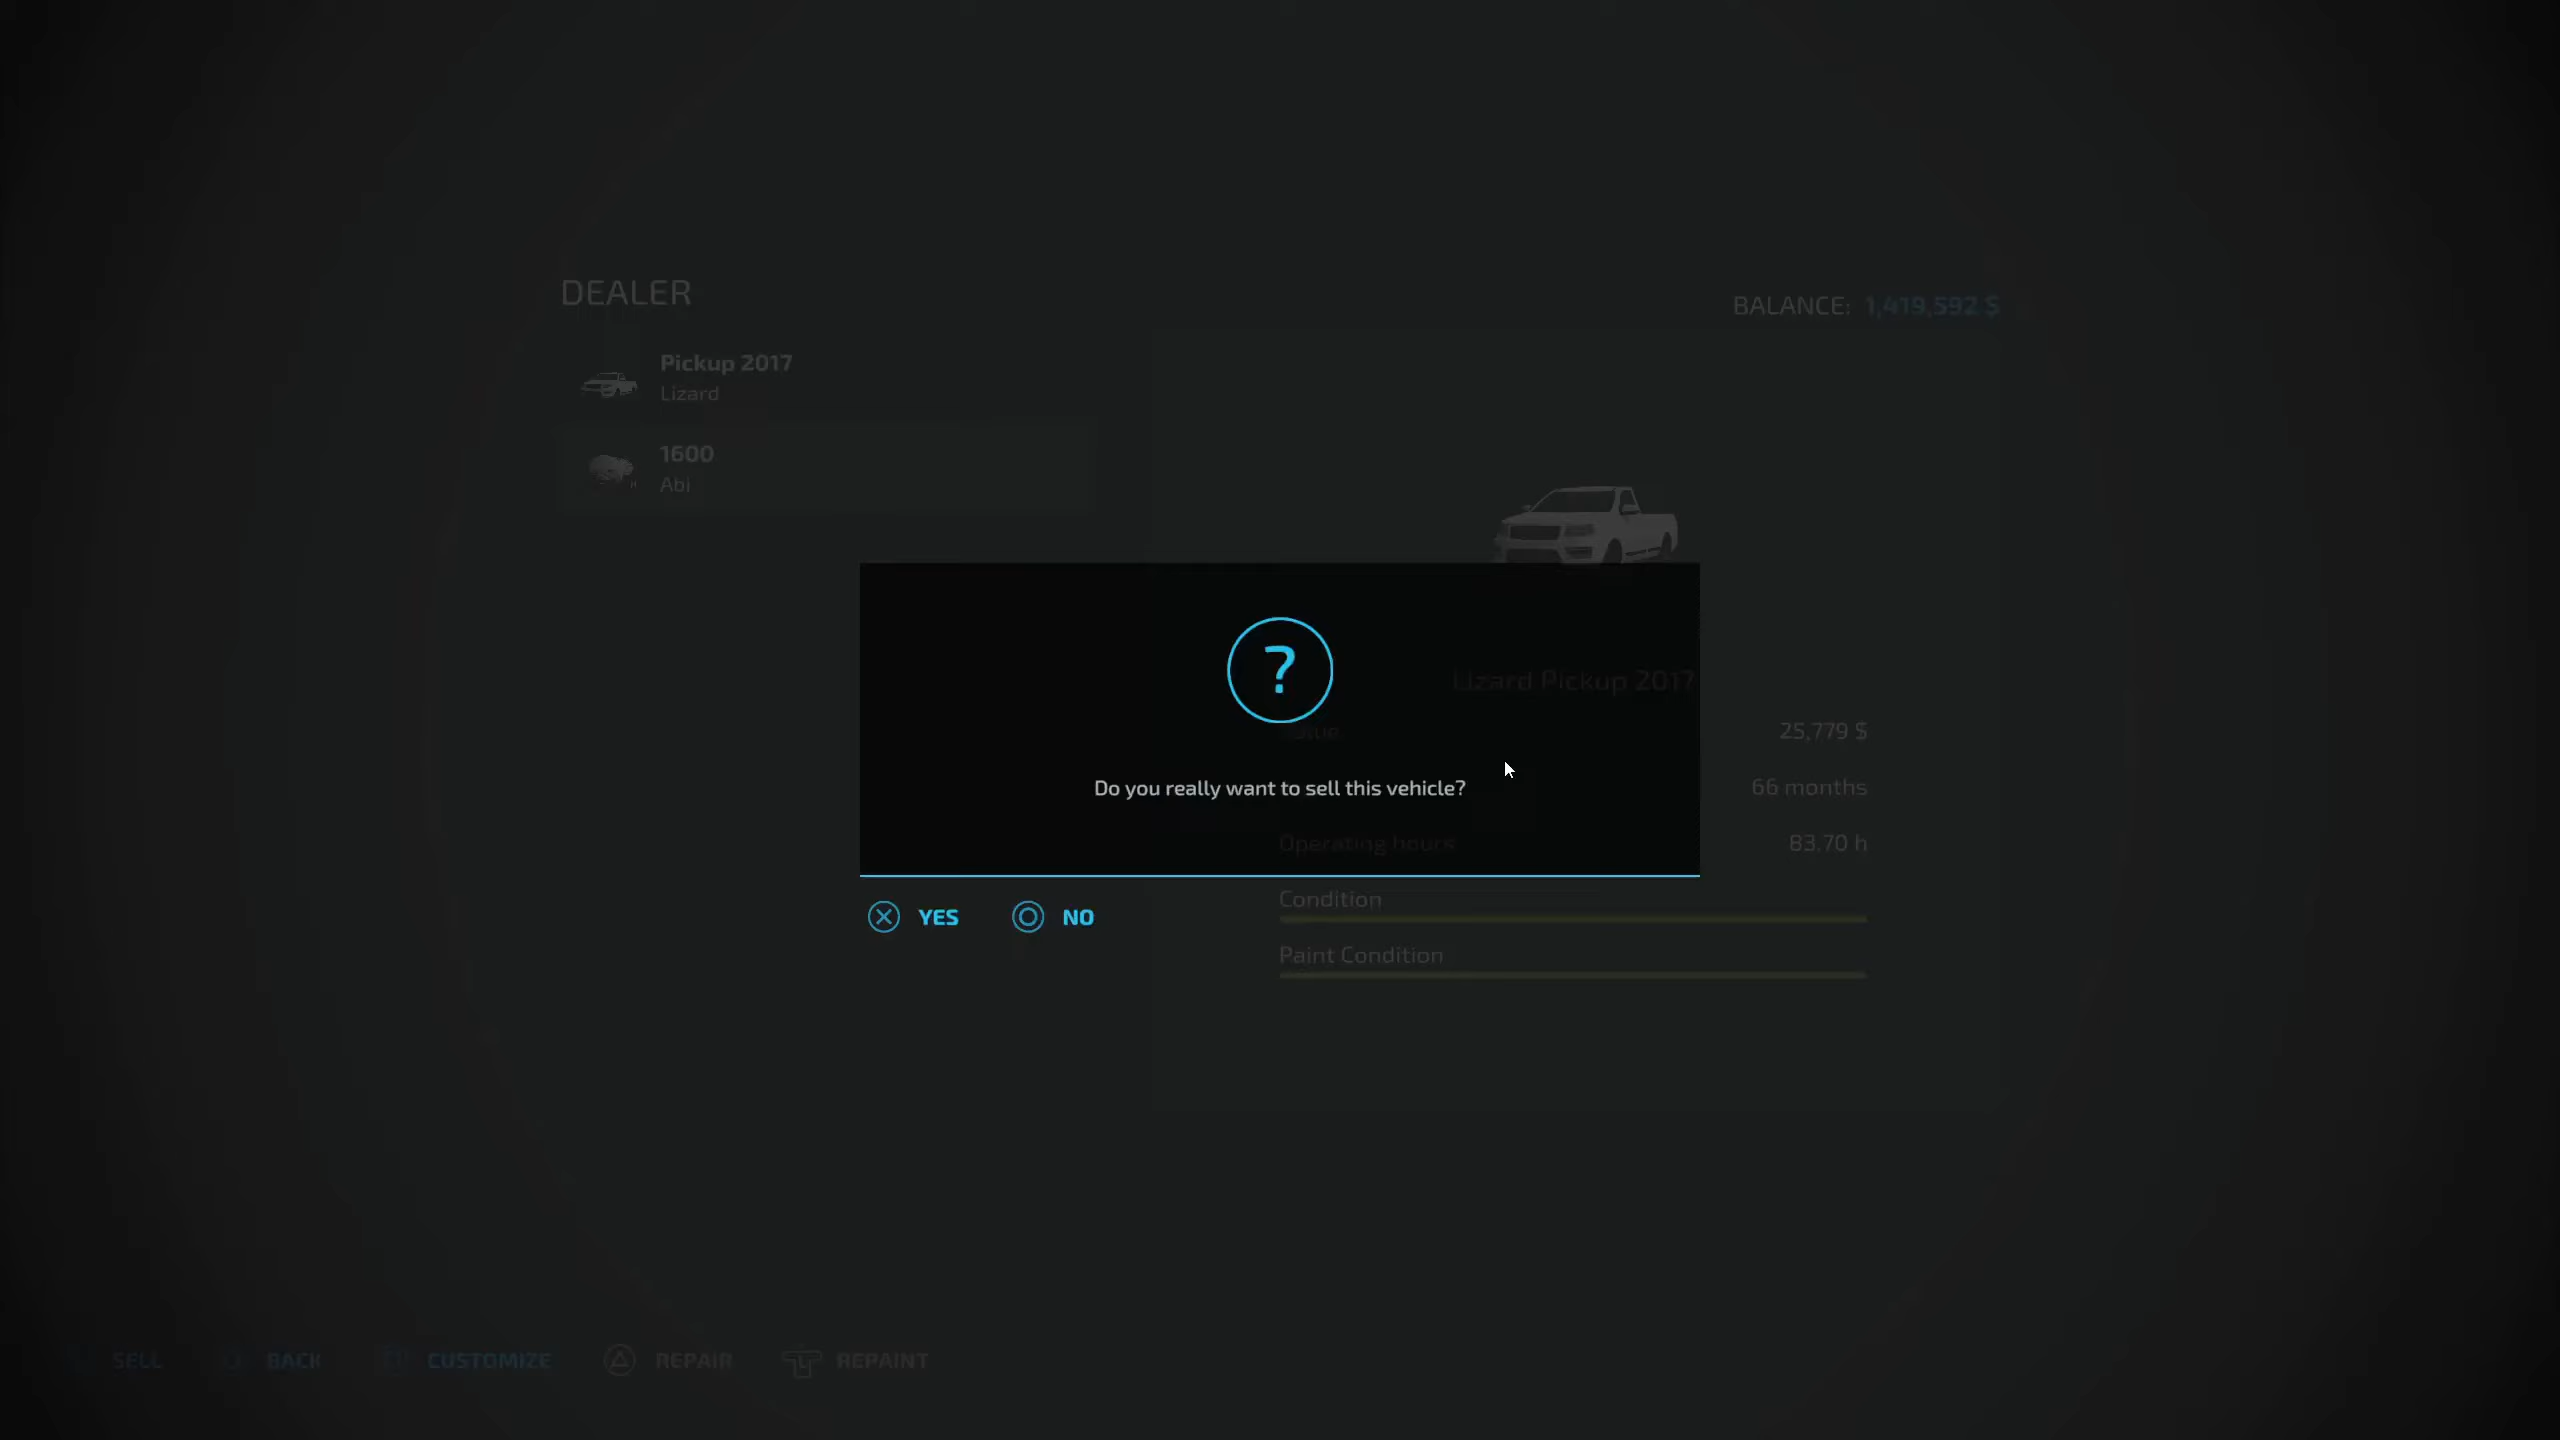 DEALER
BALANCE: 1,419,592 $
Pickup 2017
Lizard
1600
Abi
?
Lizard Pickup 2017
Value
25,779 $
Do you really want to sell this vehicle?
66 months
Operating hours
83.70 h
Condition
YES
NO
Paint Condition
SELL
BACK
CUSTOMIZE
REPAIR
REPAINT